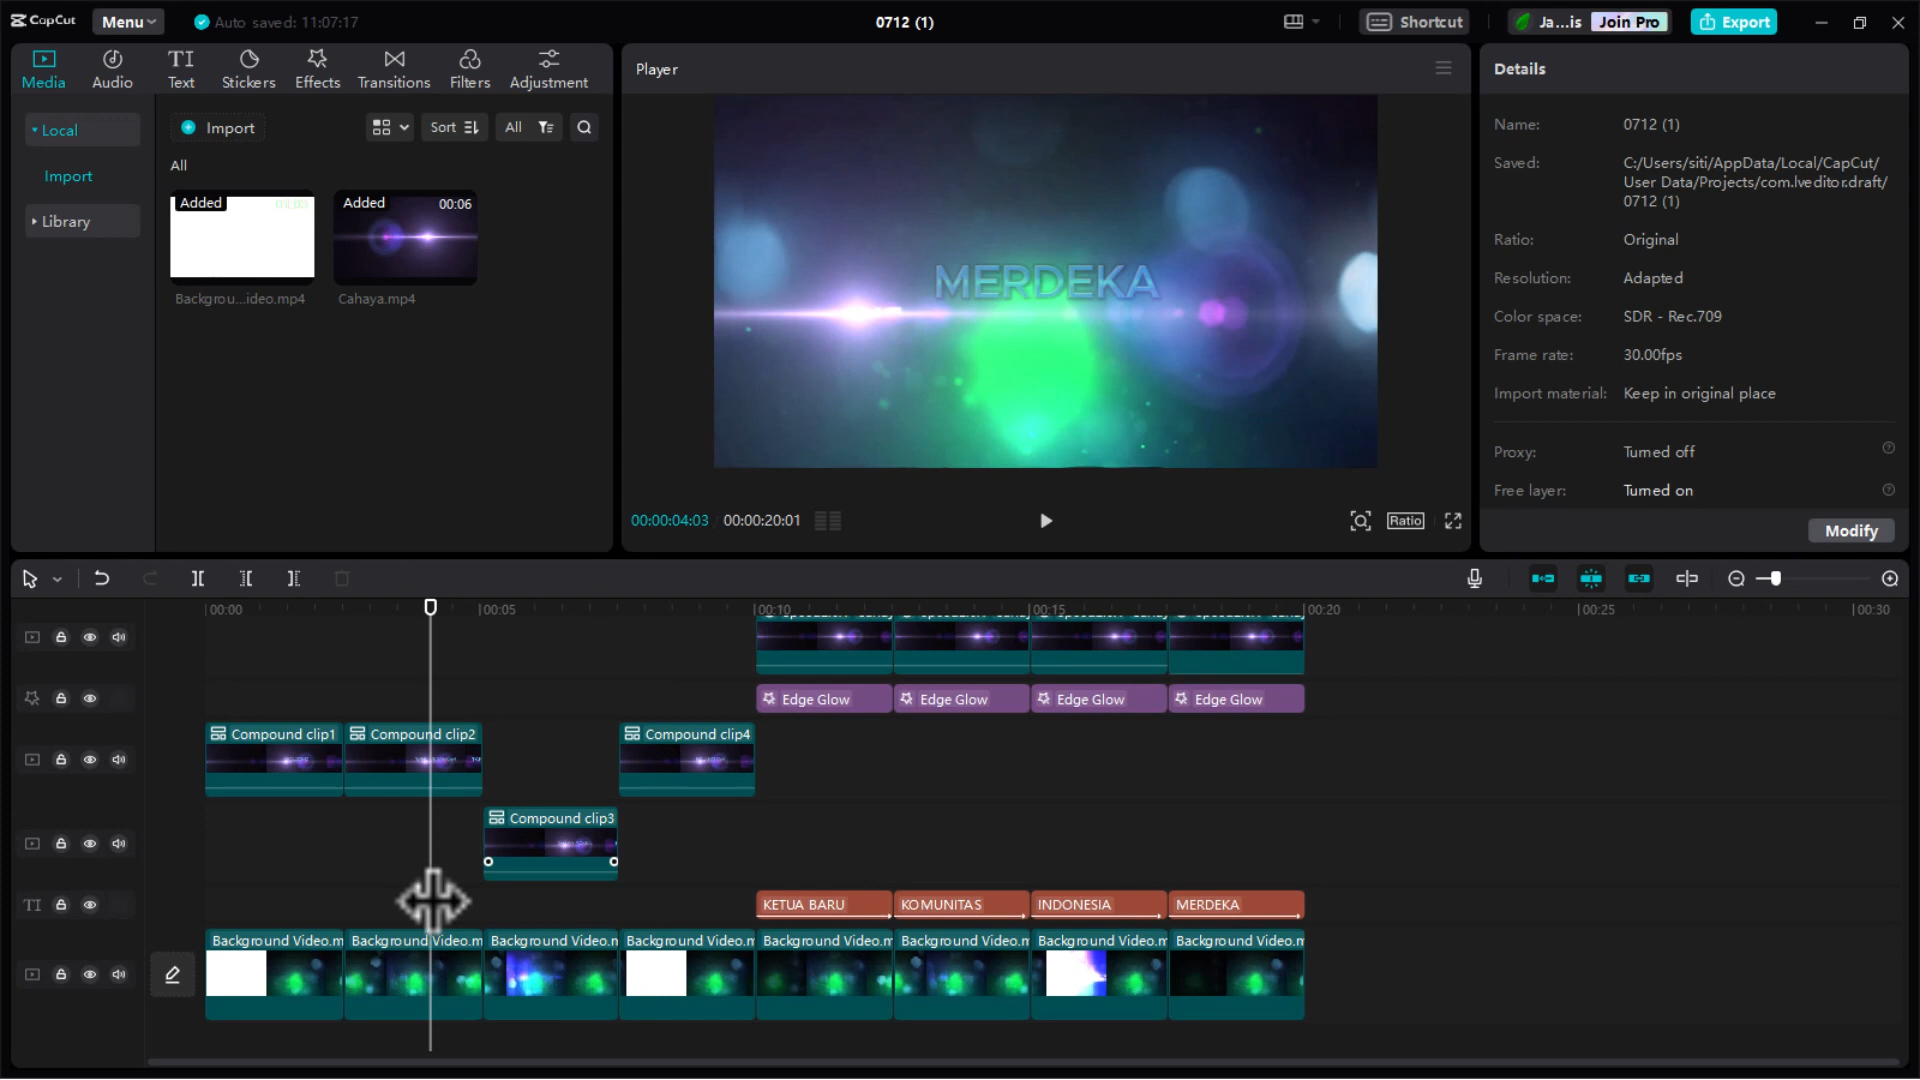 CapCut
Menu
Auto saved: 11:07:17
0712 (1)
Shortcut
Ja...is
Join Pro
Export
Media
Audio
Text
Stickers
Effects
Transitions
Filters
Adjustment
Local
Import
Library
Import
Sort
All
All
Added
Added
00:06
Backgrou...ideo.mp4
Cahaya.mp4
Player
MERDEKA
00:00:04:03
00:00:20:01
Ratio
Details
Name:
0712 (1)
Saved:
C:/Users/siti/AppData/Local/CapCut/
User Data/Projects/com.lveditor.draft/
0712 (1)
Ratio:
Original
Resolution:
Adapted
Color space:
SDR - Rec.709
Frame rate:
30.00fps
Import material:
Keep in original place
Proxy:
Turned off
Free layer:
Turned on
Modify
00:00
00:05
00:10
00:15
00:20
00:25
00:30
Edge Glow
Edge Glow
Edge Glow
Edge Glow
Compound clip1
Compound clip2
Compound clip4
Compound clip3
TI
KETUA BARU
KOMUNITAS
INDONESIA
MERDEKA
Background Video.m
Background Video.m
Background Video.m
Background Video.m
Background Video.m
Background Video.m
Background Video.m
Background Video.m